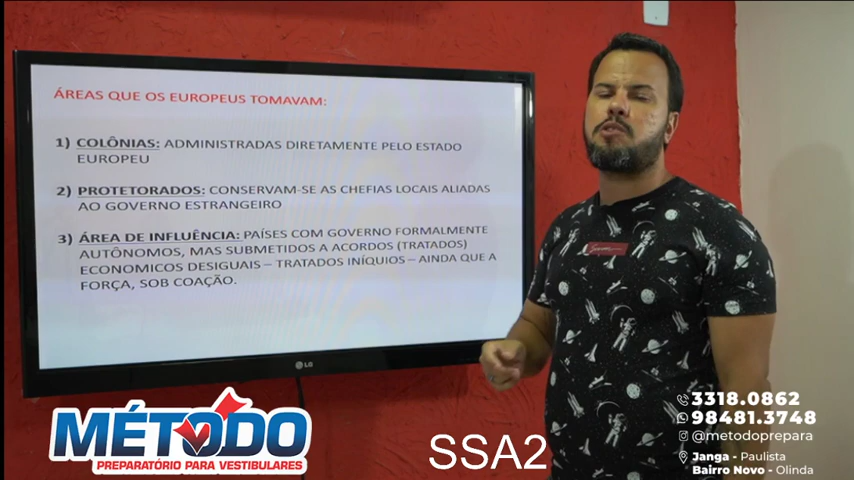 ÁREAS QUE OS EUROPEUS TOMAVAM:
1) COLÔNIAS: ADMINISTRADAS DIRETAMENTE PELO ESTADO
EUROPEU
2) PROTETORADOS: CONSERVAM-SE AS CHEFIAS LOCAIS ALIADAS
AO GOVERNO ESTRANGEIRO
3) ÁREA DE INFLUÊNCIA: PAÍSES COM GOVERNO FORMALMENTE
AUTÔNOMOS, MAS SUBMETIDOS A ACORDOS (TRATADOS)
ECONOMICOS DESIGUAIS – TRATADOS INÍQUIOS – AINDA QUE A
FORÇA, SOB COAÇÃO.
LG
MÉTODO
PREPARATÓRIO PARA VESTIBULARES
SSA2
3318.0862
98481.3748
@metodoprepara
Janga - Paulista
Bairro Novo - Olinda